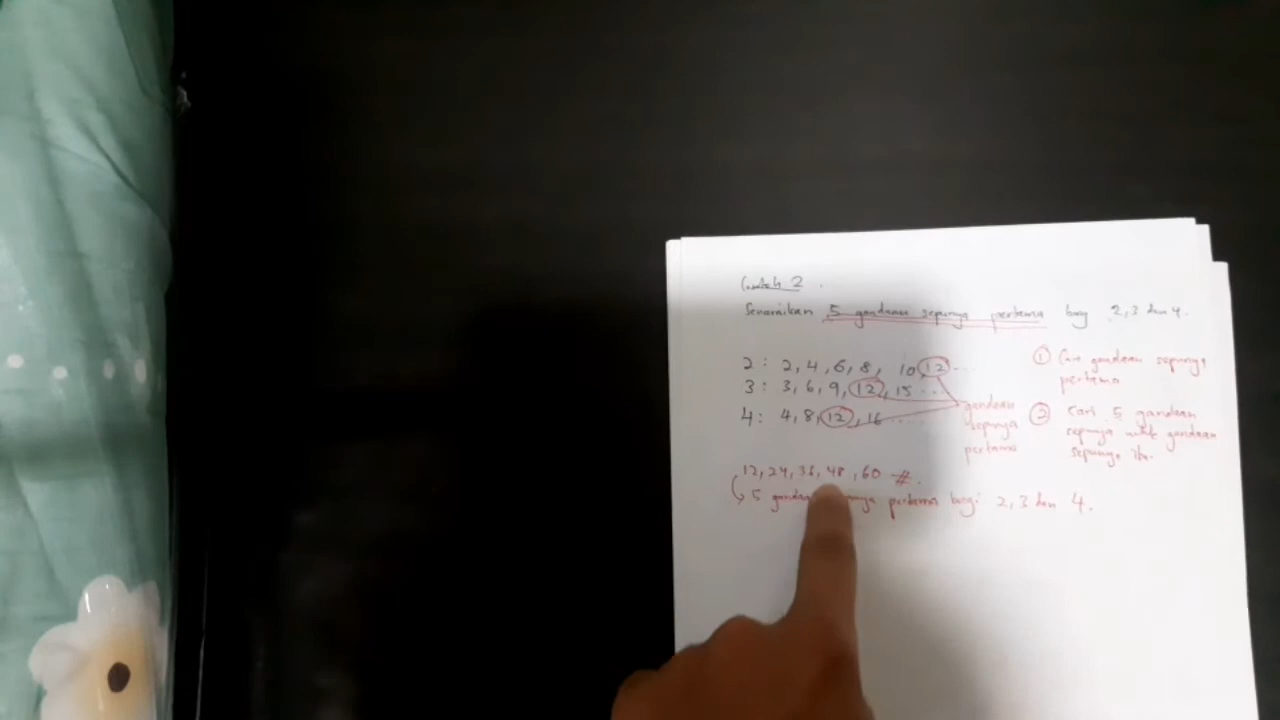 Contoh 2.
Senaraikan 5 gandaan sepunya pertama bagi 2, 3 dan 4.
2: 2, 4, 6, 8, 10 12 ...
3: 3, 6, 9, 12, 15 ...
4: 4, 8, 12, 16 ....
gandaan
sepunya
pertama
① Cari gandaan sepunya
pertama
② Cari 5 gandaan
sepunya untuk gandaan
sepunya itu.
12, 24, 36, 48, 60 #.
5 pertama bagi 2, 3 dan 4.